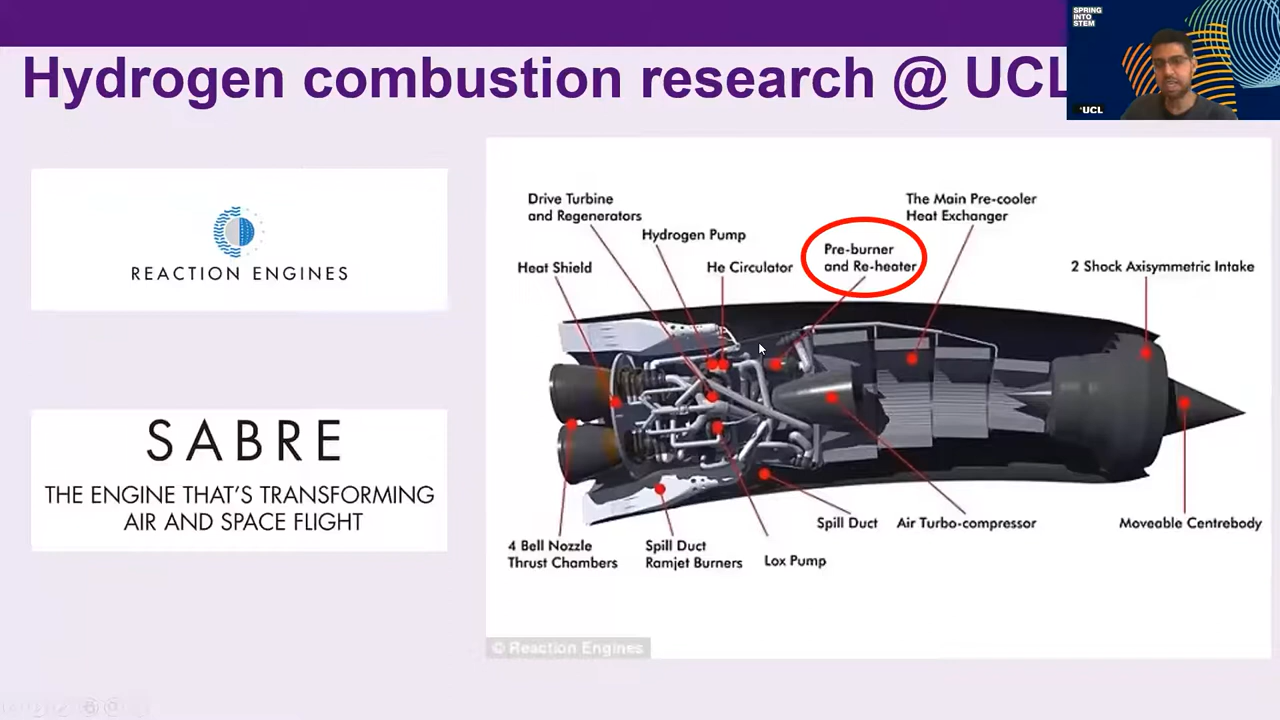 Hydrogen combustion research @ UCL
SPRING
INTO
STEM
UCL
REACTION ENGINES
SABRE
THE ENGINE THAT'S TRANSFORMING
AIR AND SPACE FLIGHT
Drive Turbine
and Regenerators
Hydrogen Pump
Heat Shield
He Circulator
Pre-burner
and Re-heater
The Main Pre-cooler
Heat Exchanger
2 Shock Axisymmetric Intake
4 Bell Nozzle
Thrust Chambers
Spill Duct
Ramjet Burners
Lox Pump
Spill Duct
Air Turbo-compressor
Moveable Centrebody
© Reaction Engines